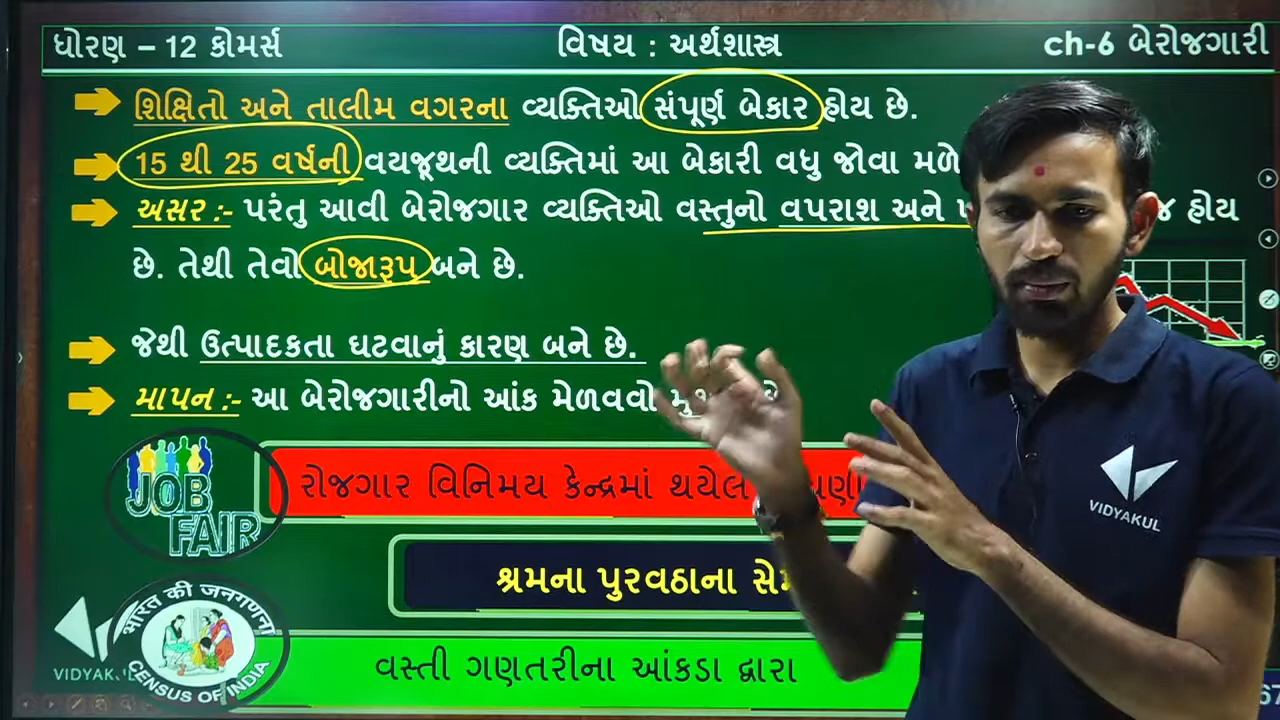 ધોરણ – 12 કોમર્સ
વિષય : અર્થશાસ્ત્ર
ch-6 બેરોજગારી
શિક્ષિતો અને તાલીમ વગરના વ્યક્તિઓ સંપૂર્ણ બેકાર હોય છે.
15 થી 25 વર્ષની વયજૂથની વ્યક્તિમાં આ બેકારી વધુ જોવા મળે
અસર :- પરંતુ આવી બેરોજગાર વ્યક્તિઓ વસ્તુનો વપરાશ અને હોય
છે. તેથી તેવો બોજારૂપ બને છે.
જેથી ઉત્પાદકતા ઘટવાનું કારણ બને છે.
માપન :- આ બેરોજગારીનો આંક મેળવવો
JOB FAIR
રોજગાર વિનિમય કેન્દ્રમાં થયેલ
શ્રમના પુરવઠાના
भारत की जनगणना
CENSUS OF INDIA
વસ્તી ગણતરીના આંકડા દ્વારા
VIDYAKUL
VIDYAKUL